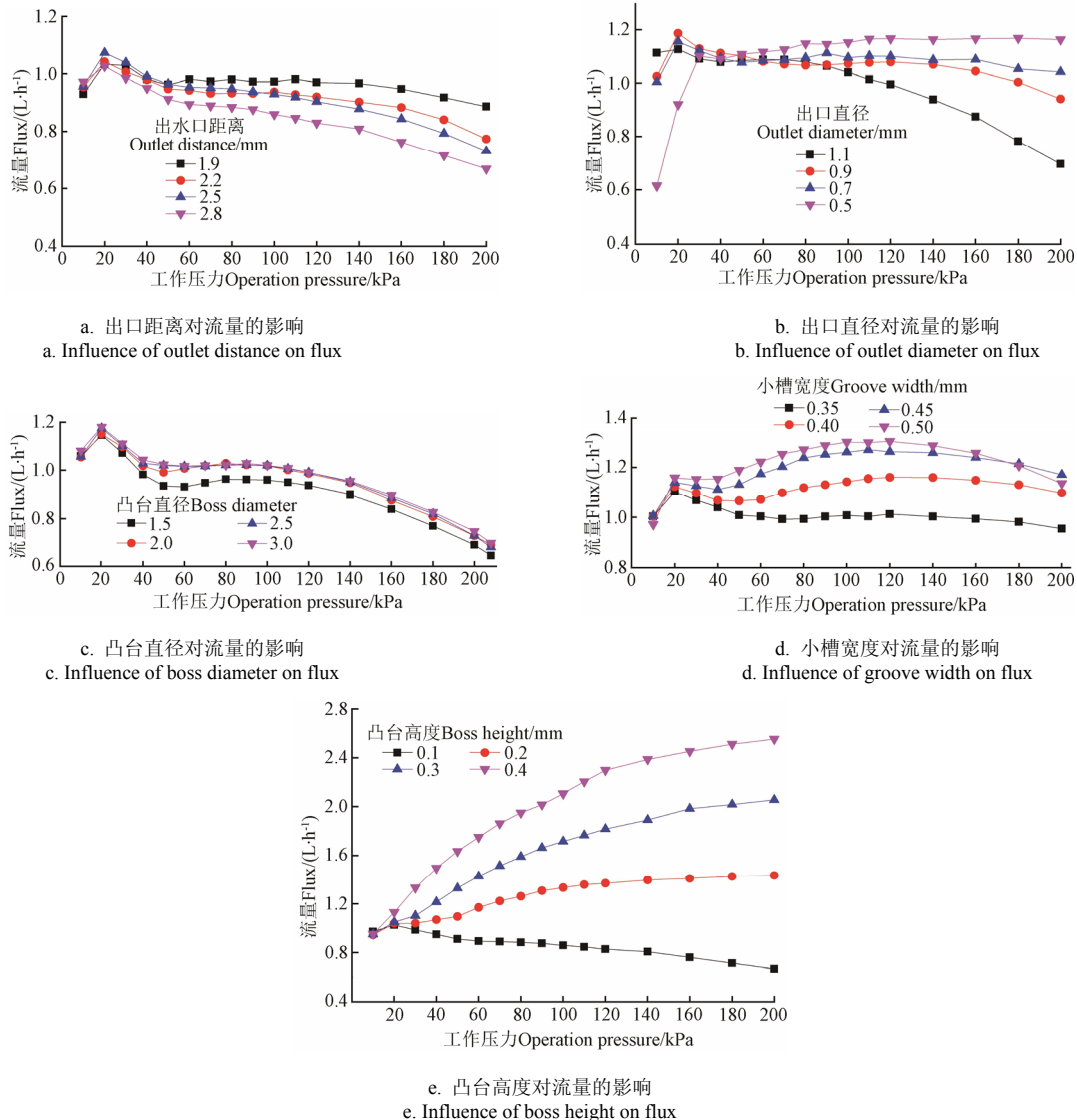 1.2
1.0
0.8
0.6
0.4
流量Flux/(L·h⁻¹)
出水口距离
Outlet distance/mm
1.9
2.2
2.5
2.8
0 20 40 60 80 100 120 140 160 180 200
工作压力Operation pressure/kPa
a. 出口距离对流量的影响
a. Influence of outlet distance on flux
1.2
1.0
0.8
0.6
0.4
流量Flux/(L·h⁻¹)
出口直径
Outlet diameter/mm
1.1
0.9
0.7
0.5
0 20 40 60 80 100 120 140 160 180 200
工作压力Operation pressure/kPa
b. 出口直径对流量的影响
b. Influence of outlet diameter on flux
1.2
1.0
0.8
0.6
流量Flux/(L·h⁻¹)
凸台直径Boss diameter
1.5 2.5
2.0 3.0
0 20 40 60 80 100 120 140 160 180 200
工作压力Operation pressure/kPa
c. 凸台直径对流量的影响
c. Influence of boss diameter on flux
小槽宽度Groove width/mm
0.35 0.45
0.40 0.50
1.4
1.2
1.0
0.8
流量Flux/(L·h⁻¹)
0 20 40 60 80 100 120 140 160 180 200
工作压力Operation pressure/kPa
d. 小槽宽度对流量的影响
d. Influence of groove width on flux
2.8
2.4
2.0
1.6
1.2
0.8
0.4
流量Flux/(L·h⁻¹)
凸台高度Boss height/mm
0.1 0.2
0.3 0.4
20 40 60 80 100 120 140 160 180 200
工作压力Operation pressure/kPa
e. 凸台高度对流量的影响
e. Influence of boss height on flux